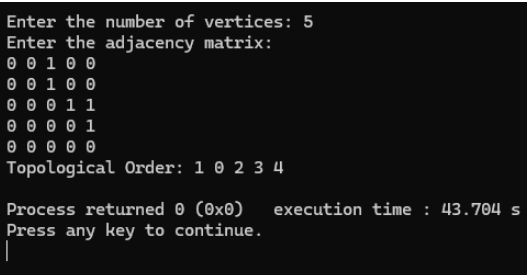 Enter the number of vertices: 5
Enter the adjacency matrix:
0 0 1 0 0
0 0 1 0 0
0 0 0 1 1
0 0 0 0 1
0 0 0 0 0
Topological Order: 1 0 2 3 4
Process returned 0 (0x0)   execution time : 43.704 s
Press any key to continue.